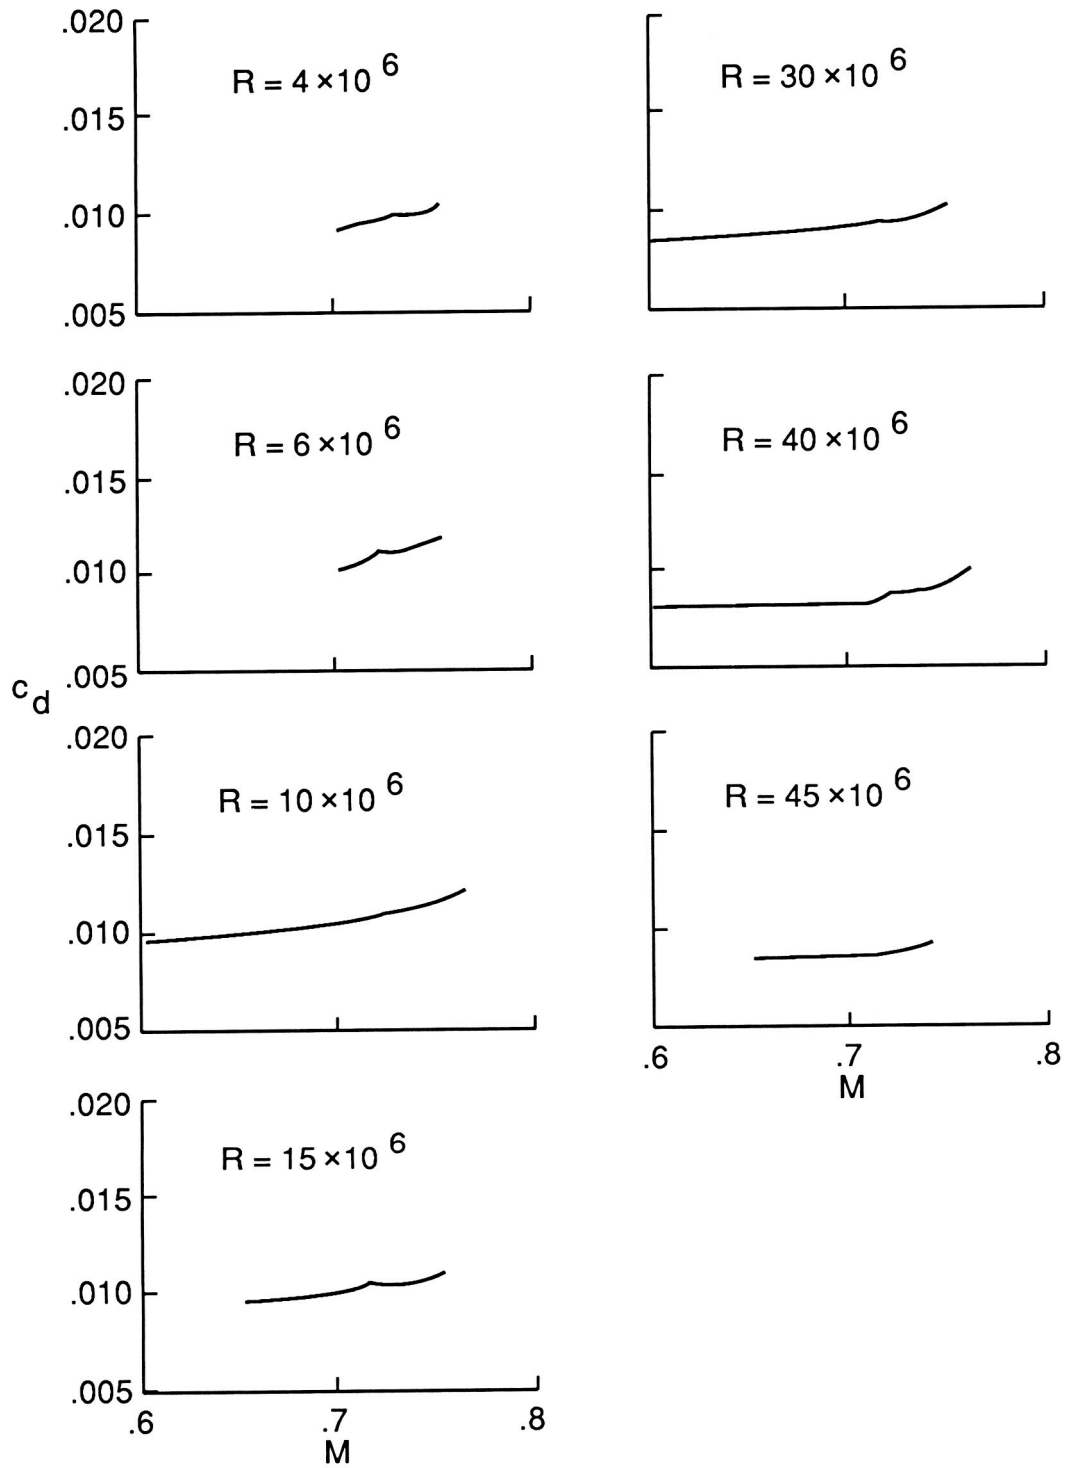 .020
R = 4 ×10 6
.015
.010
.005
R = 30 ×10 6
.020
R = 6 ×10 6
.015
.010
.005
R = 40 ×10 6
c d
.020
R = 10 ×10 6
.015
.010
.005
R = 45 ×10 6
.6 .7 .8
M
.020
R = 15 ×10 6
.015
.010
.005
.6 .7 .8
M